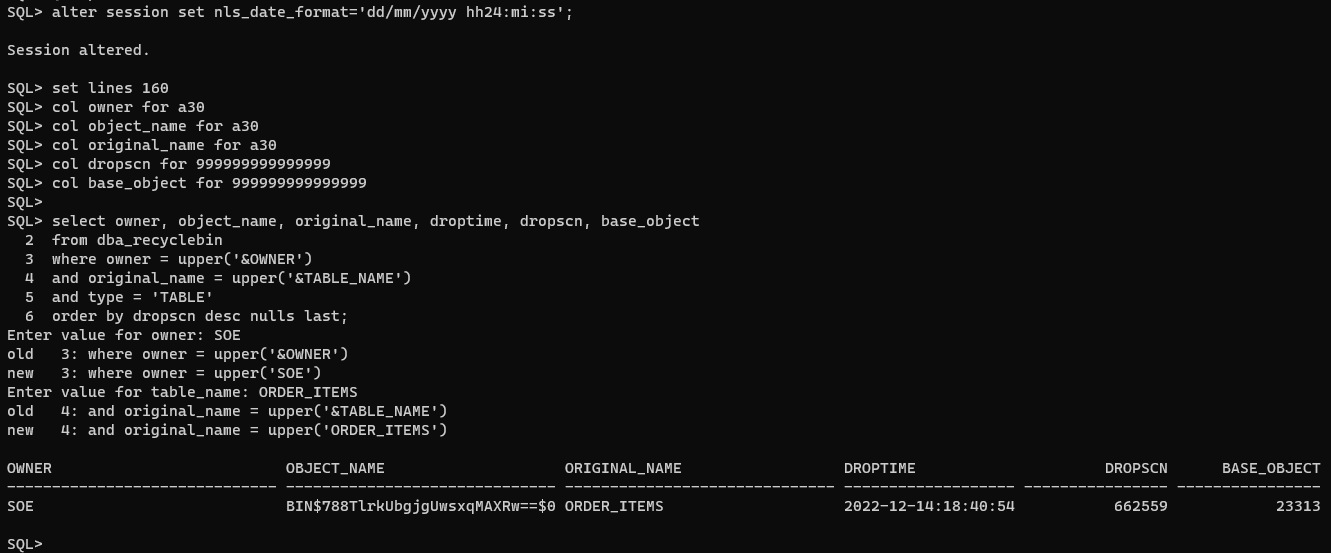 SQL> alter session set nls_date_format='dd/mm/yyyy hh24:mi:ss';
Session altered.
SQL> set lines 160
SQL> col owner for a30
SQL> col object_name for a30
SQL> col original_name for a30
SQL> col dropscn for 999999999999999
SQL> col base_object for 999999999999999
SQL>
SQL> select owner, object_name, original_name, droptime, dropscn, base_object
  2  from dba_recyclebin
  3  where owner = upper('&OWNER')
  4  and original_name = upper('&TABLE_NAME')
  5  and type = 'TABLE'
  6  order by dropscn desc nulls last;
Enter value for owner: SOE
old   3: where owner = upper('&OWNER')
new   3: where owner = upper('SOE')
Enter value for table_name: ORDER_ITEMS
old   4: and original_name = upper('&TABLE_NAME')
new   4: and original_name = upper('ORDER_ITEMS')
OWNER                          OBJECT_NAME                    ORIGINAL_NAME                  DROPTIME                     DROPSCN      BASE_OBJECT
------------------------------ ------------------------------ ------------------------------ ------------------- ---------------- ----------------
SOE                            BIN$788TlrkUbgjgUwsxqMAXRw==$0 ORDER_ITEMS                    2022-12-14:18:40:54           662559            23313
SQL>